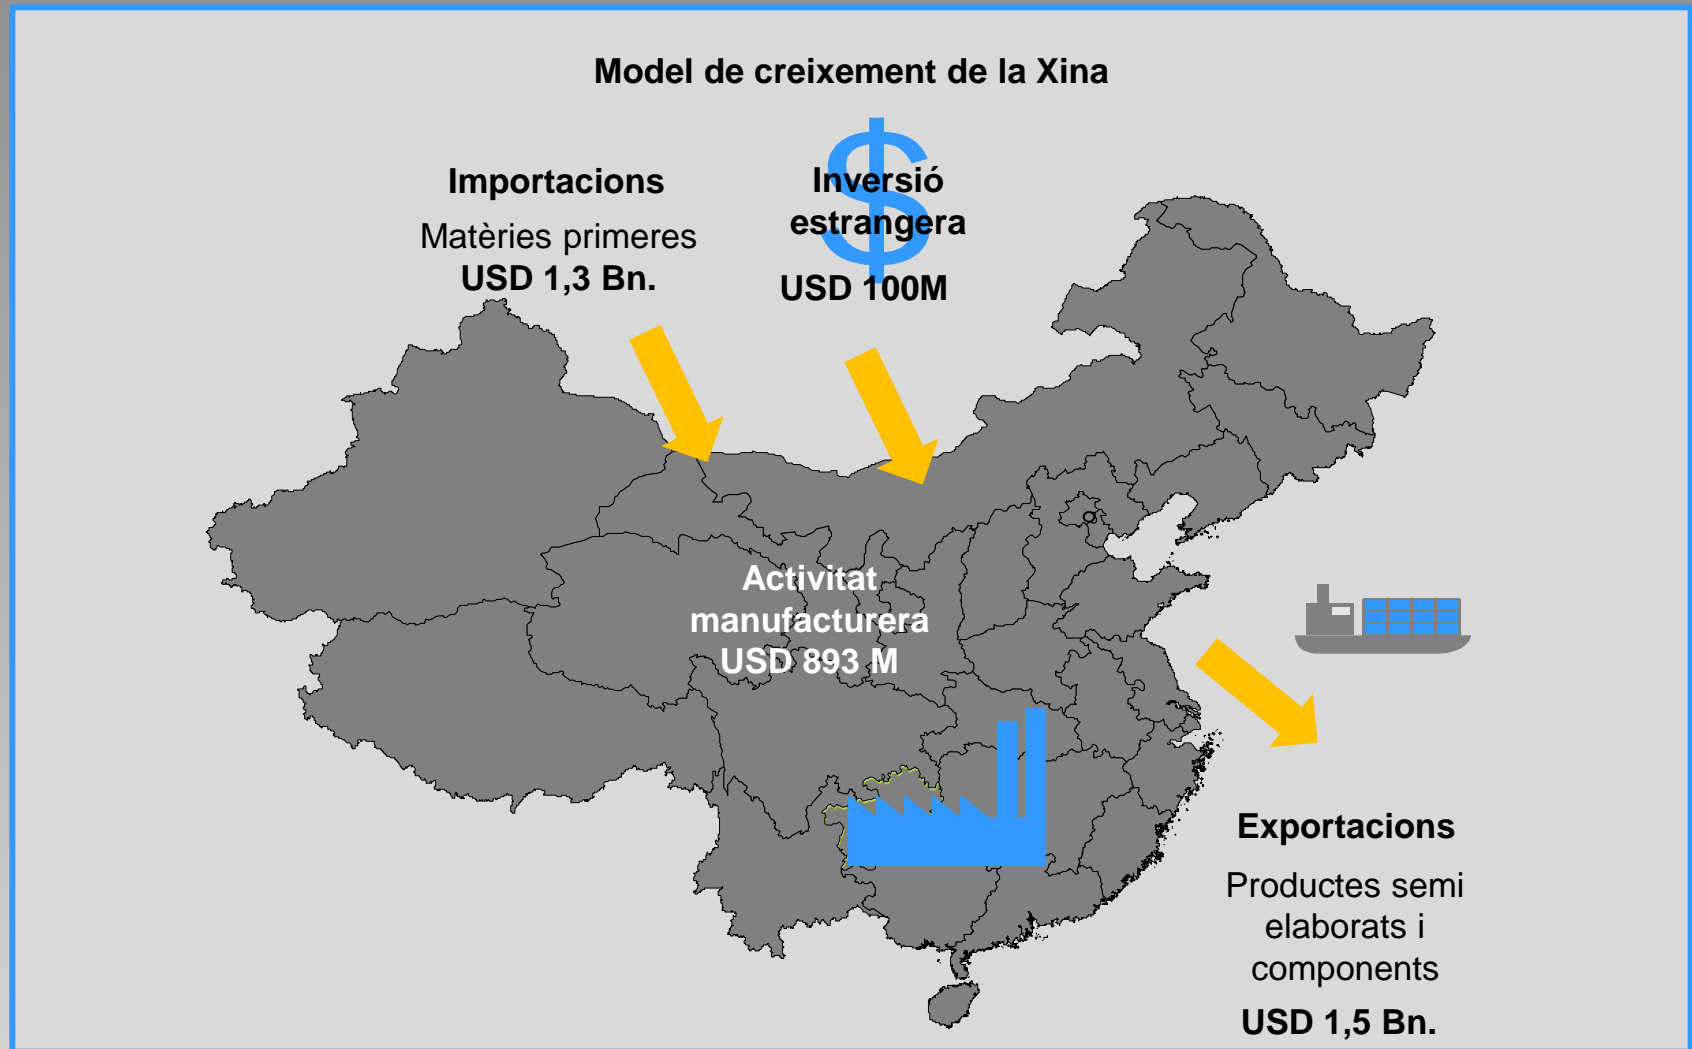 Model de creixement de la Xina
Importacions
Matèries primeres
USD 1,3 Bn.
$
Inversió
estrangera
USD 100M
Activitat
manufacturera
USD 893 M
Exportacions
Productes semi
elaborats i
components
USD 1,5 Bn.